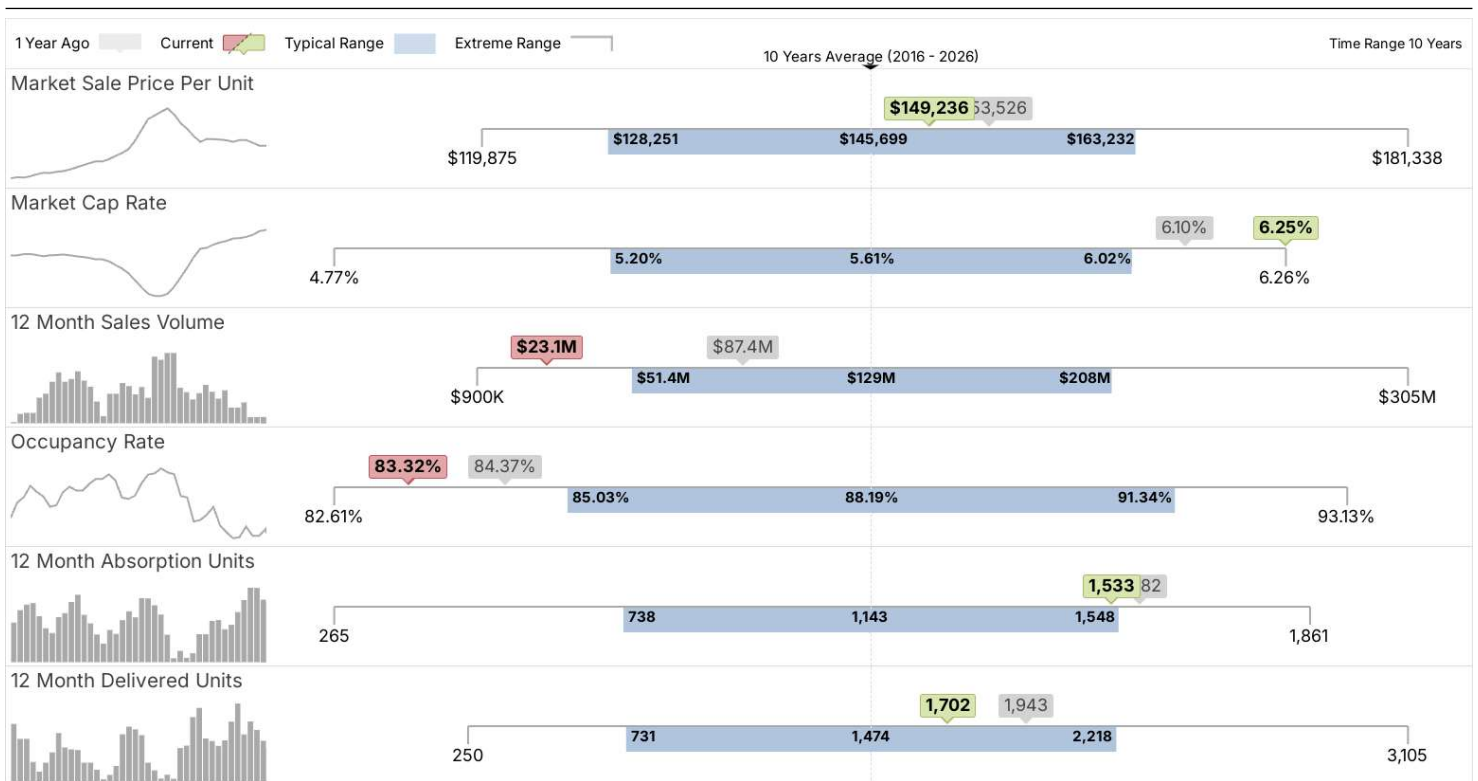 1 Year Ago Current Typical Range Extreme Range Time Range 10 Years
10 Years Average (2016 - 2026)
Market Sale Price Per Unit
$149,236 53,526
$128,251 $145,699 $163,232
$119,875 $181,338
Market Cap Rate
6.10% 6.25%
5.20% 5.61% 6.02%
4.77% 6.26%
12 Month Sales Volume
$23.1M $87.4M
$51.4M $129M $208M
$900K $305M
Occupancy Rate
83.32% 84.37%
85.03% 88.19% 91.34%
82.61% 93.13%
12 Month Absorption Units
1,533 82
738 1,143 1,548
265 1,861
12 Month Delivered Units
1,702 1,943
731 1,474 2,218
250 3,105